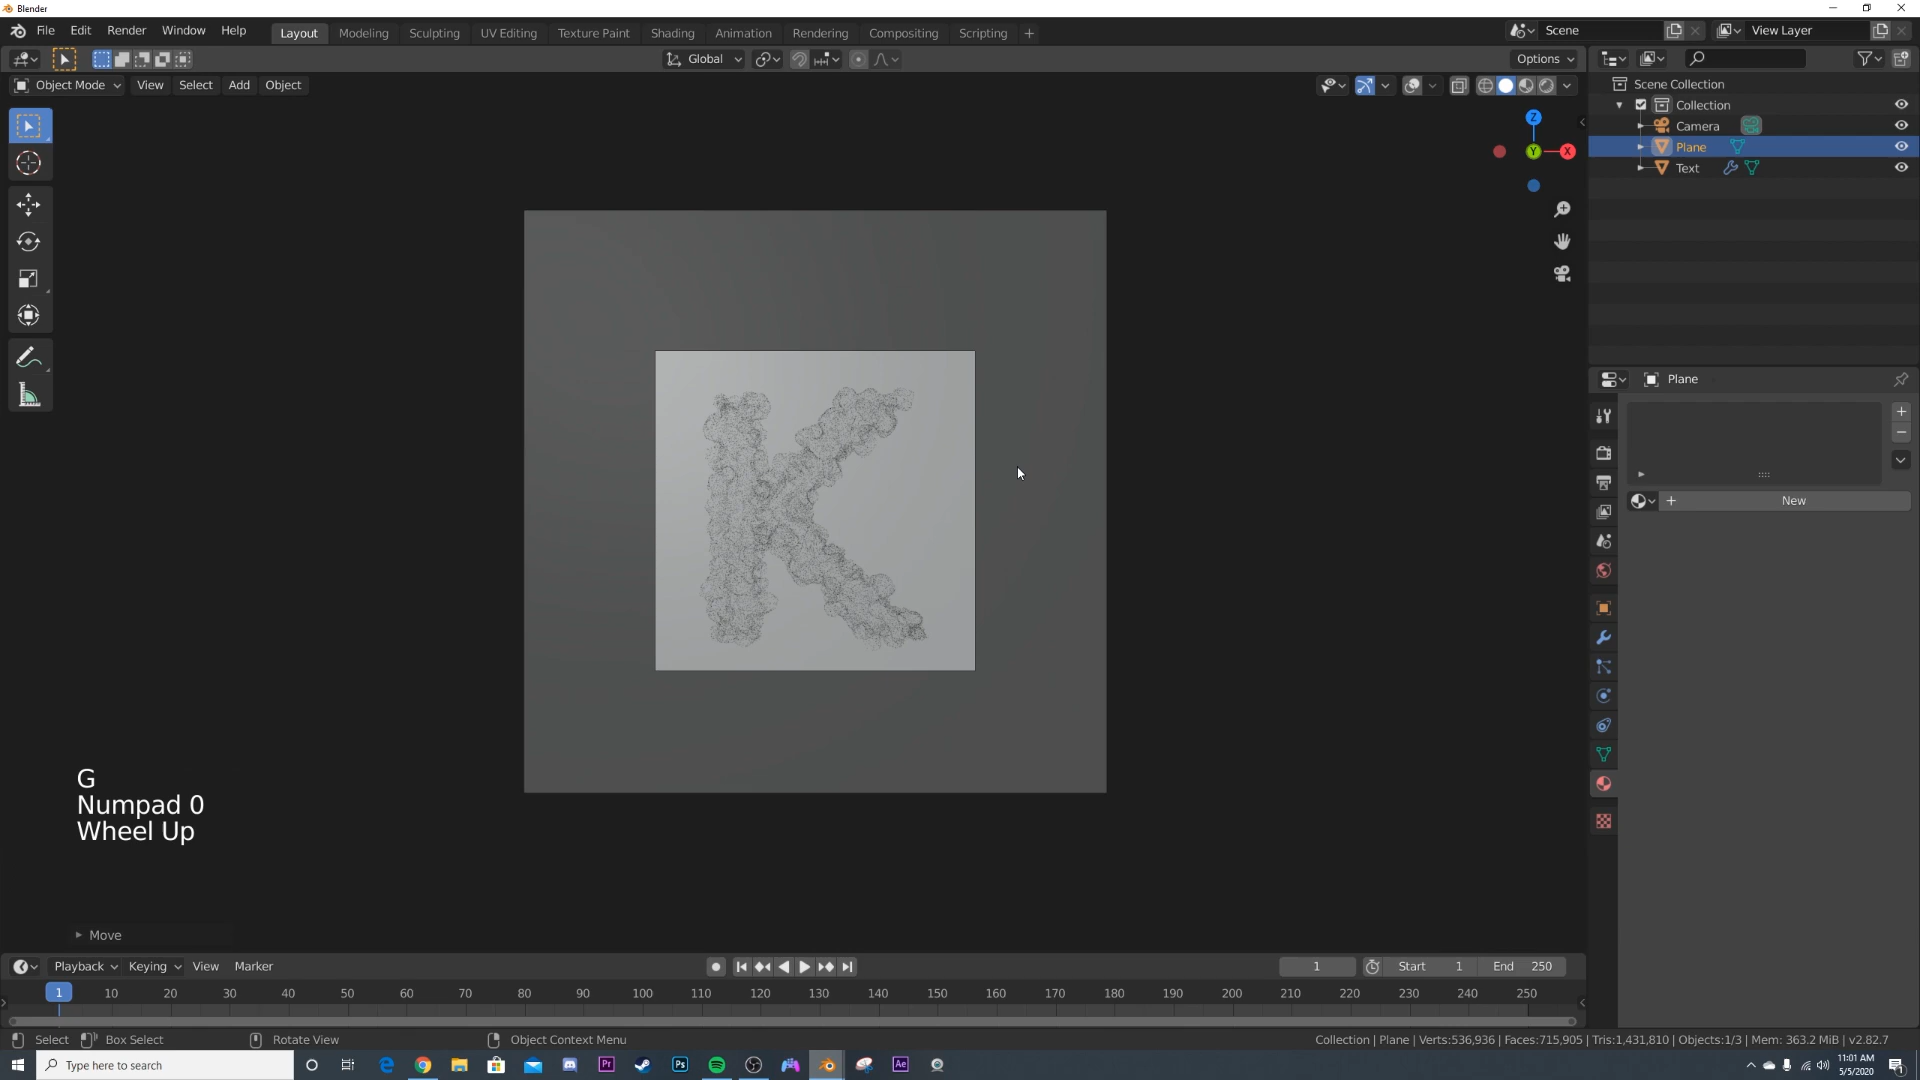 Blender
File Edit Render Window Help Layout Modeling Sculpting UV Editing Texture Paint Shading Animation Rendering Compositing Scripting + Scene View Layer
Global Options
Object Mode View Select Add Object
Scene Collection
Collection
Camera
Plane
Text
Z
Y X
Plane
+ New
K
G
Numpad 0
Wheel Up
Move
Playback Keying View Marker 1 Start 1 End 250
1 10 20 30 40 50 60 70 80 90 100 110 120 130 140 150 160 170 180 190 200 210 220 230 240 250
Select Box Select Rotate View Object Context Menu Collection | Plane | Verts:536,936 | Faces:715,905 | Tris:1,431,810 | Objects:1/3 | Mem: 363.2 MiB | v2.82.7
Type here to search Pr Ps Ae 11:01 AM
5/5/2020